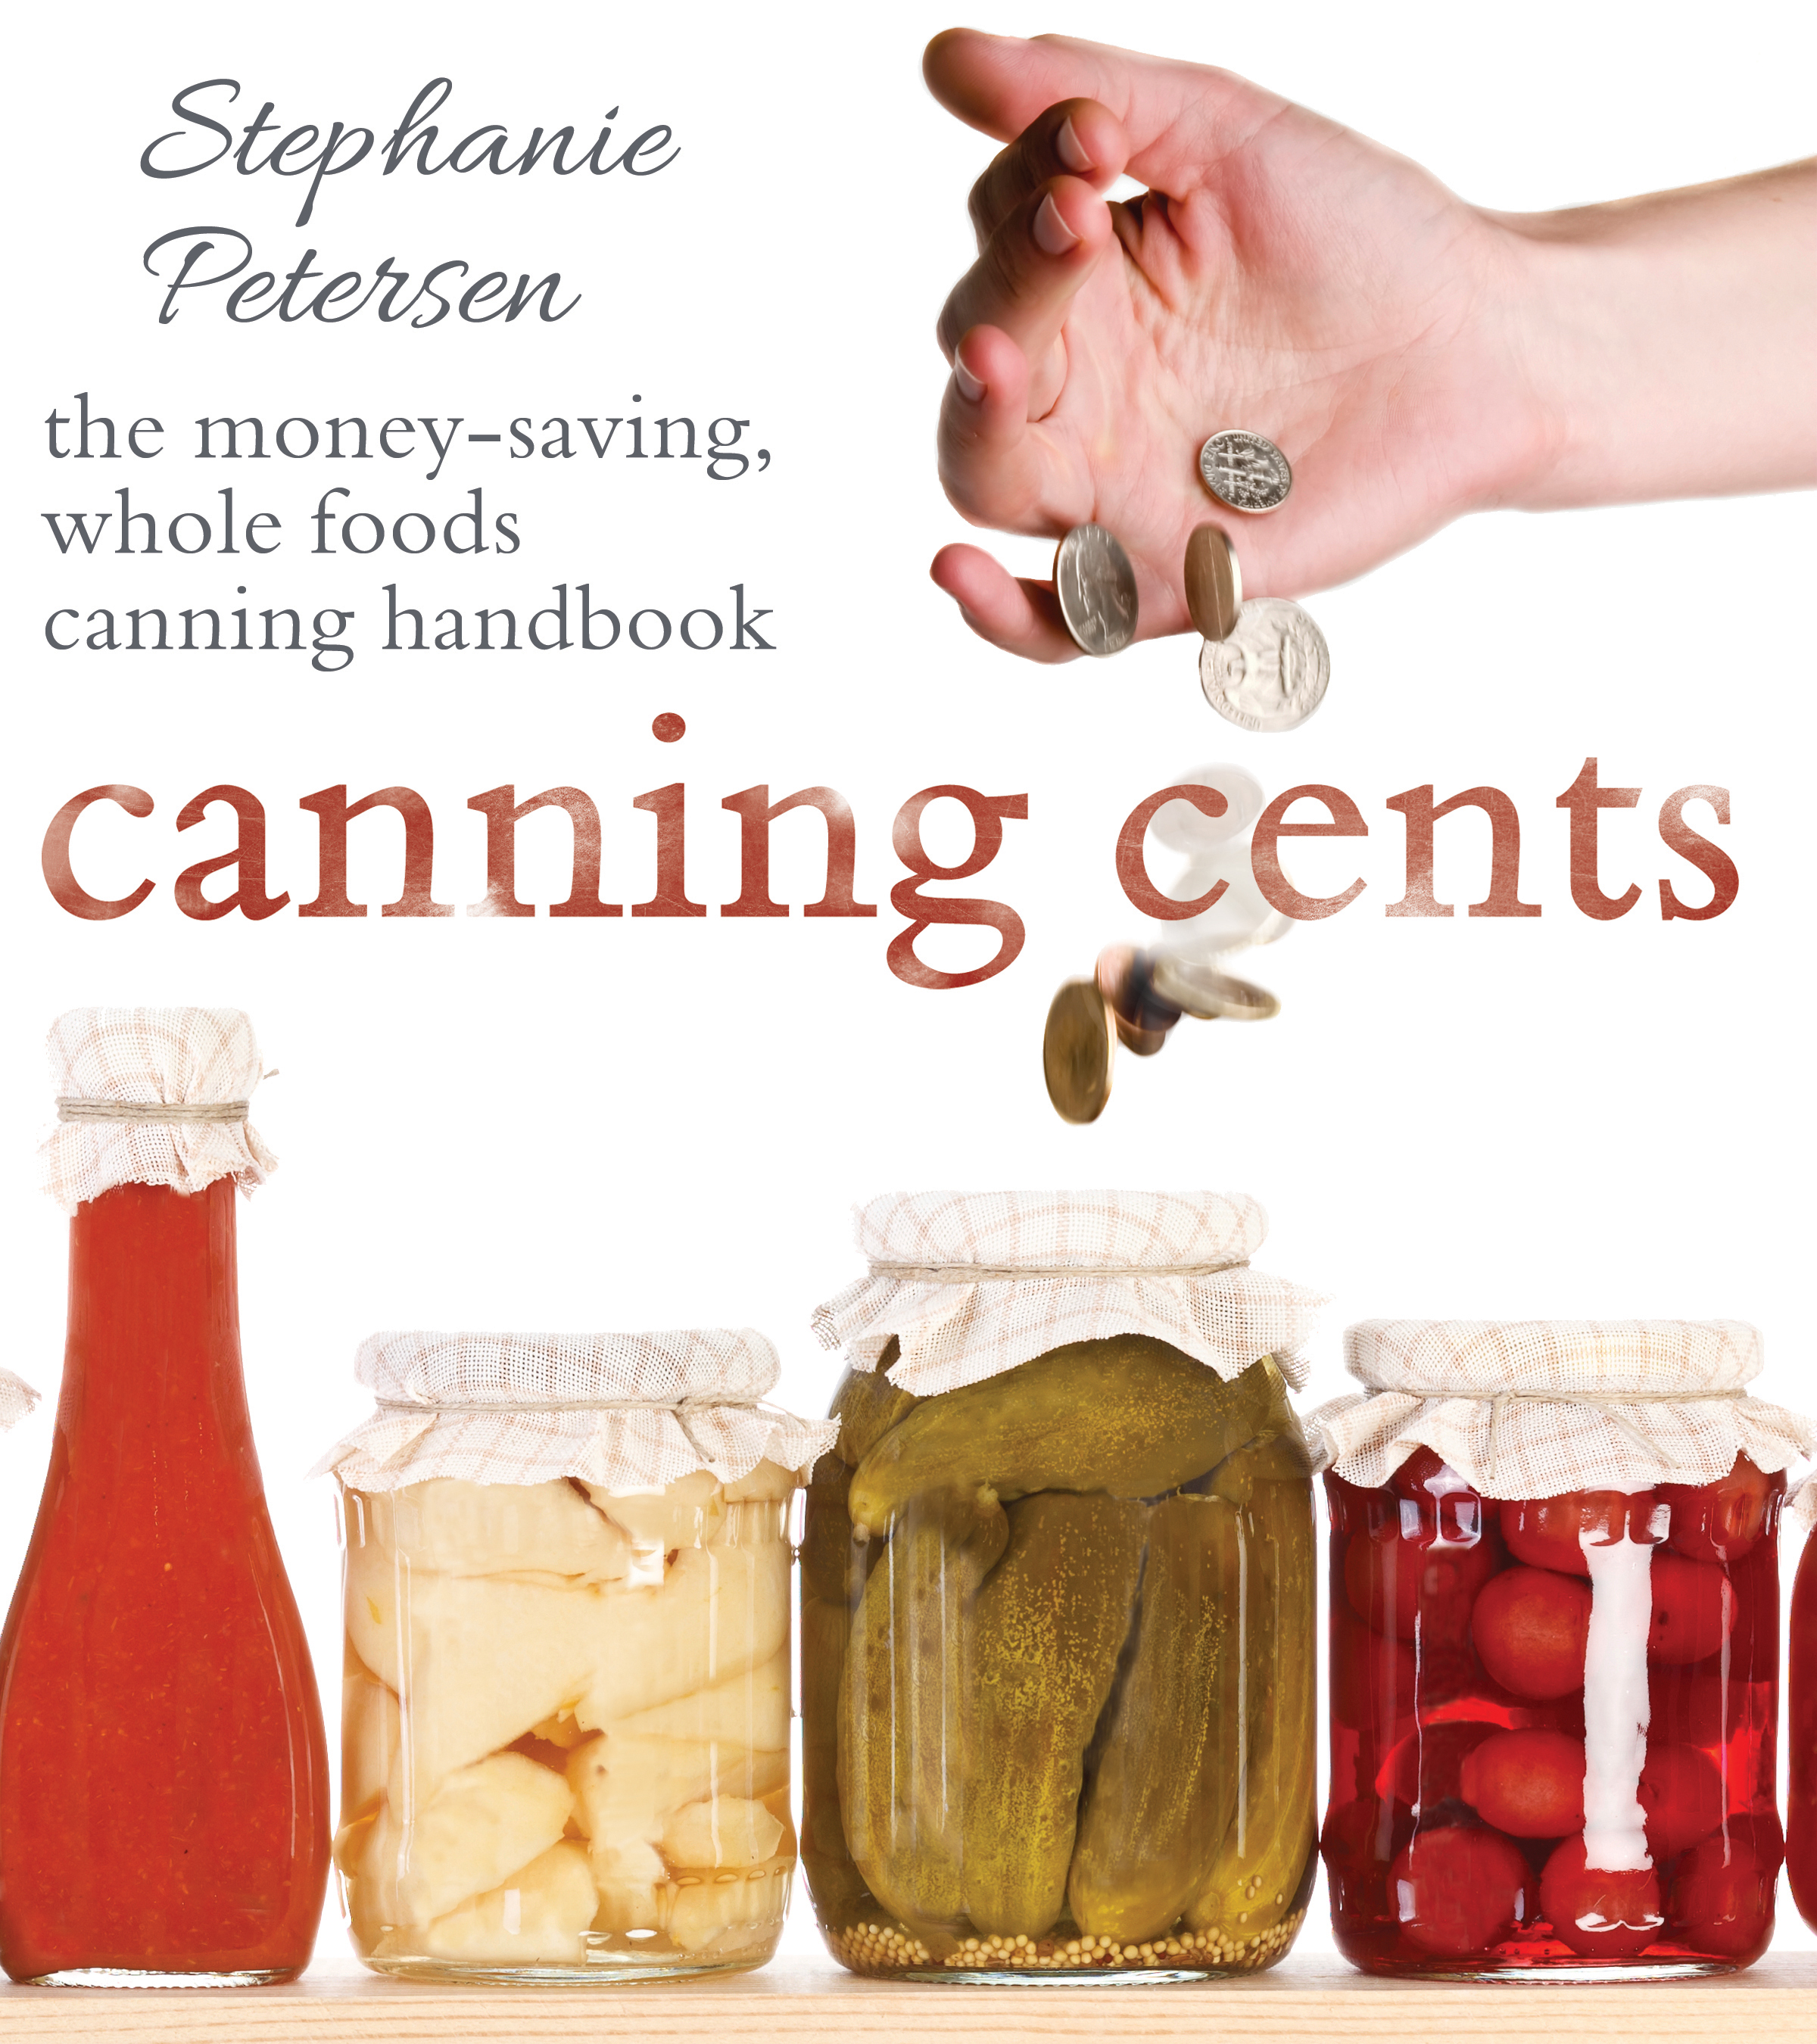 Stephanie
Petersen
the money-saving,
whole foods
canning handbook
canning cents